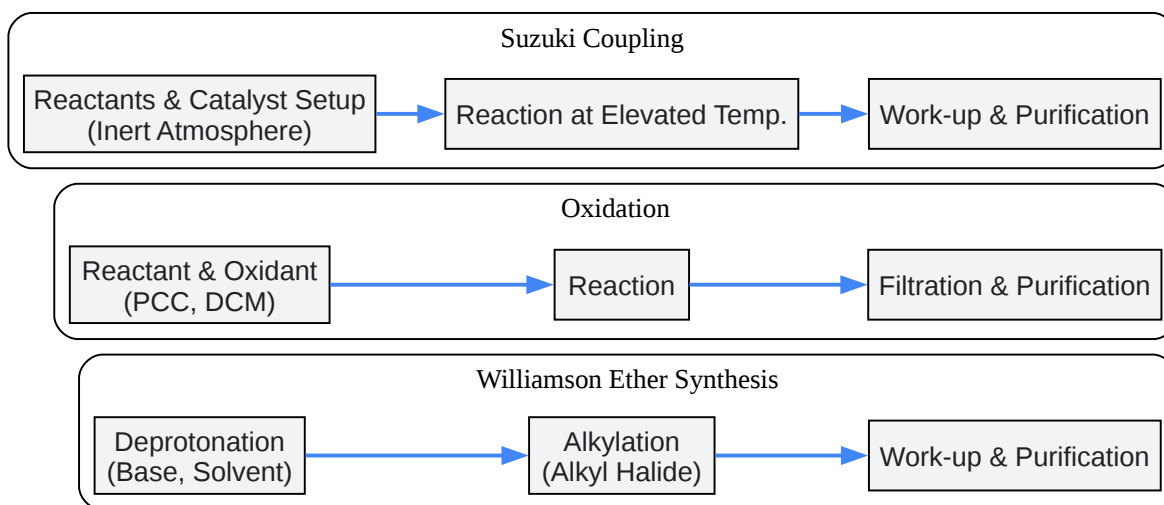 Suzuki Coupling
Reactants & Catalyst Setup
(Inert Atmosphere)
Reaction at Elevated Temp.
Work-up & Purification
Oxidation
Reactant & Oxidant
(PCC, DCM)
Reaction
Filtration & Purification
Williamson Ether Synthesis
Deprotonation
(Base, Solvent)
Alkylation
(Alkyl Halide)
Work-up & Purification